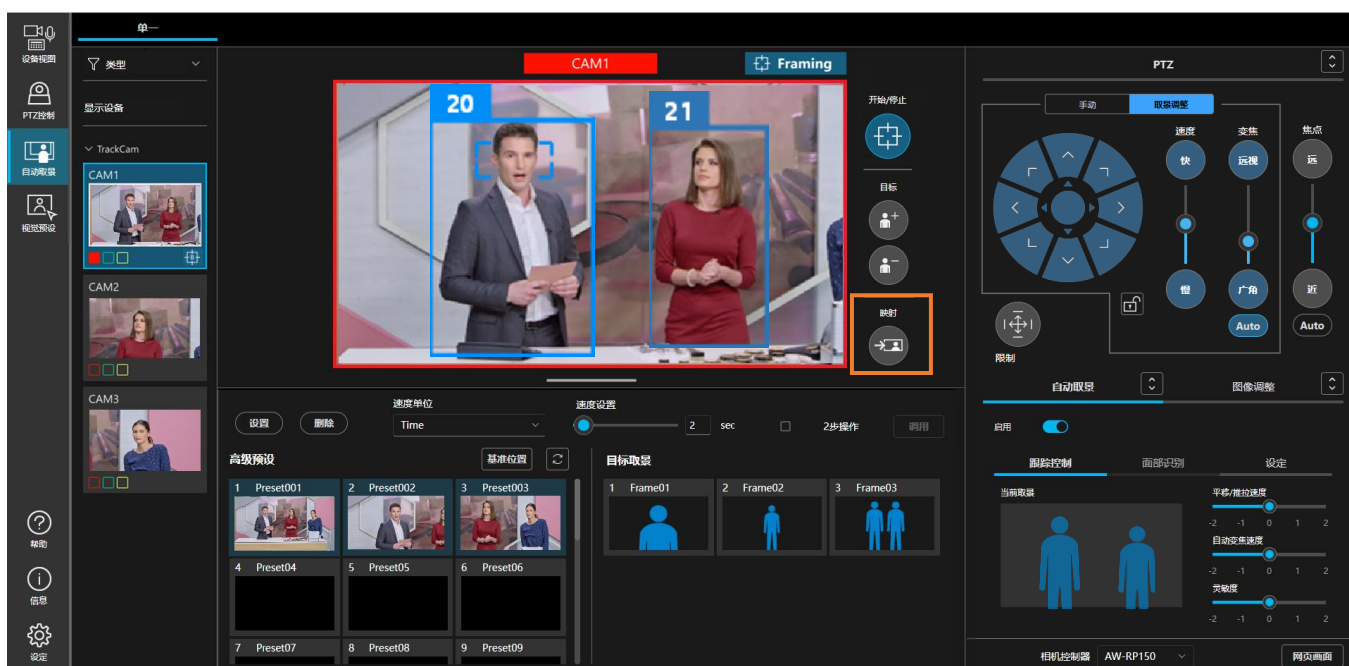 单一
设备视图
PTZ控制
自动取景
视觉预设
帮助
信息
设定
类型
显示设备
TrackCam
CAM1
CAM2
CAM3
CAM1
Framing
20
21
开始/停止
目标
映射
设置
删除
速度单位
Time
速度设置
2 sec
2步操作
调用
高级预设
基准位置
1 Preset001
2 Preset002
3 Preset003
4 Preset04
5 Preset05
6 Preset06
7 Preset07
8 Preset08
9 Preset09
目标取景
1 Frame01
2 Frame02
3 Frame03
PTZ
手动
取景调整
速度
变焦
焦点
快
远视
远
慢
广角
近
Auto
Auto
限制
自动取景
图像调整
启用
跟踪控制
面部识别
设定
当前取景
平移/推拉速度
-2 -1 0 1 2
自动变焦速度
-2 -1 0 1 2
灵敏度
-2 -1 0 1 2
相机控制器
AW-RP150
网页画面